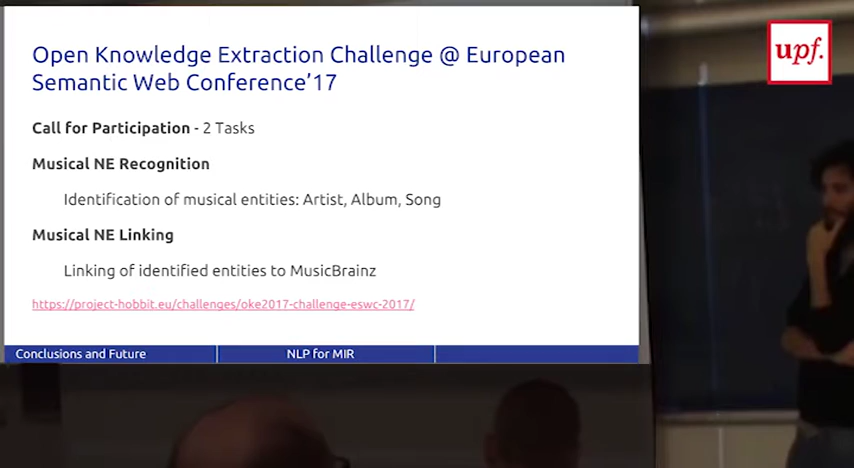 Open Knowledge Extraction Challenge @ European
Semantic Web Conference'17
Call for Participation - 2 Tasks
Musical NE Recognition
Identification of musical entities: Artist, Album, Song
Musical NE Linking
Linking of identified entities to MusicBrainz
https://project-hobbit.eu/challenges/oke2017-challenge-eswc-2017/
Conclusions and Future
NLP for MIR
upf.